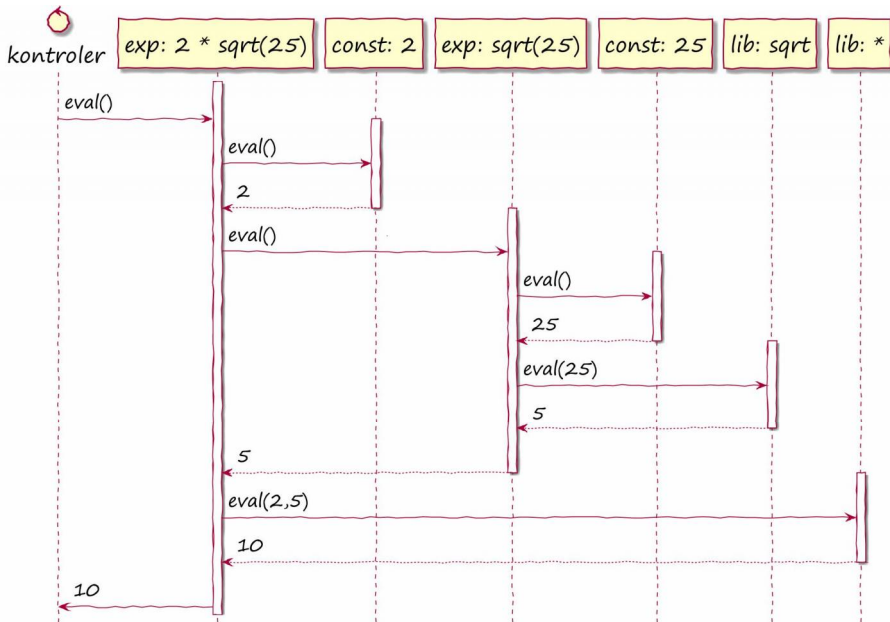 kontroler
exp: 2 * sqrt(25)
const: 2
exp: sqrt(25)
const: 25
lib: sqrt
lib: *
eval()
eval()
2
eval()
eval()
25
eval(25)
5
5
eval(2,5)
10
10